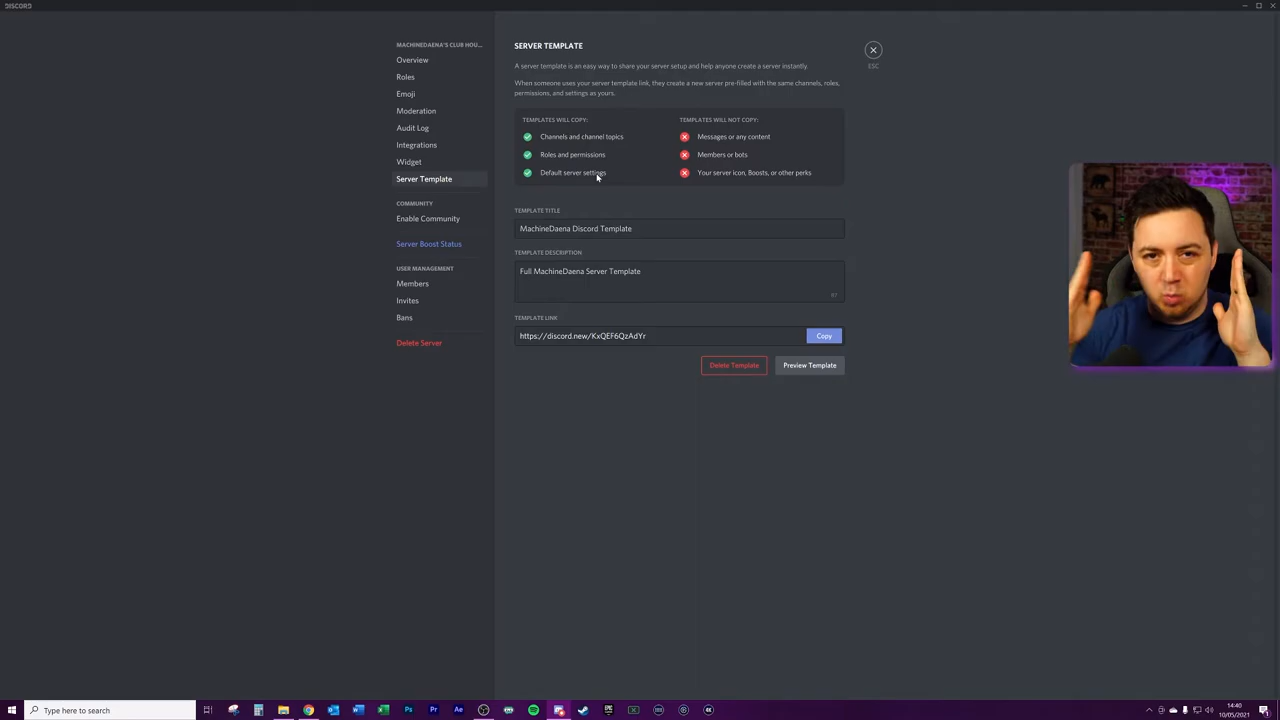 DISCORD
MACHINEDAENA'S CLUB HOU...
Overview
Roles
Emoji
Moderation
Audit Log
Integrations
Widget
Server Template
COMMUNITY
Enable Community
Server Boost Status
USER MANAGEMENT
Members
Invites
Bans
Delete Server
SERVER TEMPLATE
ESC
A server template is an easy way to share your server setup and help anyone create a server instantly.
When someone uses your server template link, they create a new server pre-filled with the same channels, roles,
permissions, and settings as yours.
TEMPLATES WILL COPY:
Channels and channel topics
Roles and permissions
Default server settings
TEMPLATES WILL NOT COPY:
Messages or any content
Members or bots
Your server icon, Boosts, or other perks
TEMPLATE TITLE
MachineDaena Discord Template
TEMPLATE DESCRIPTION
Full MachineDaena Server Template
87
TEMPLATE LINK
https://discord.new/KxQEF6QzAdYr
Copy
Delete Template
Preview Template
Type here to search
Ps
Pr
Ae
14:40
10/05/2021